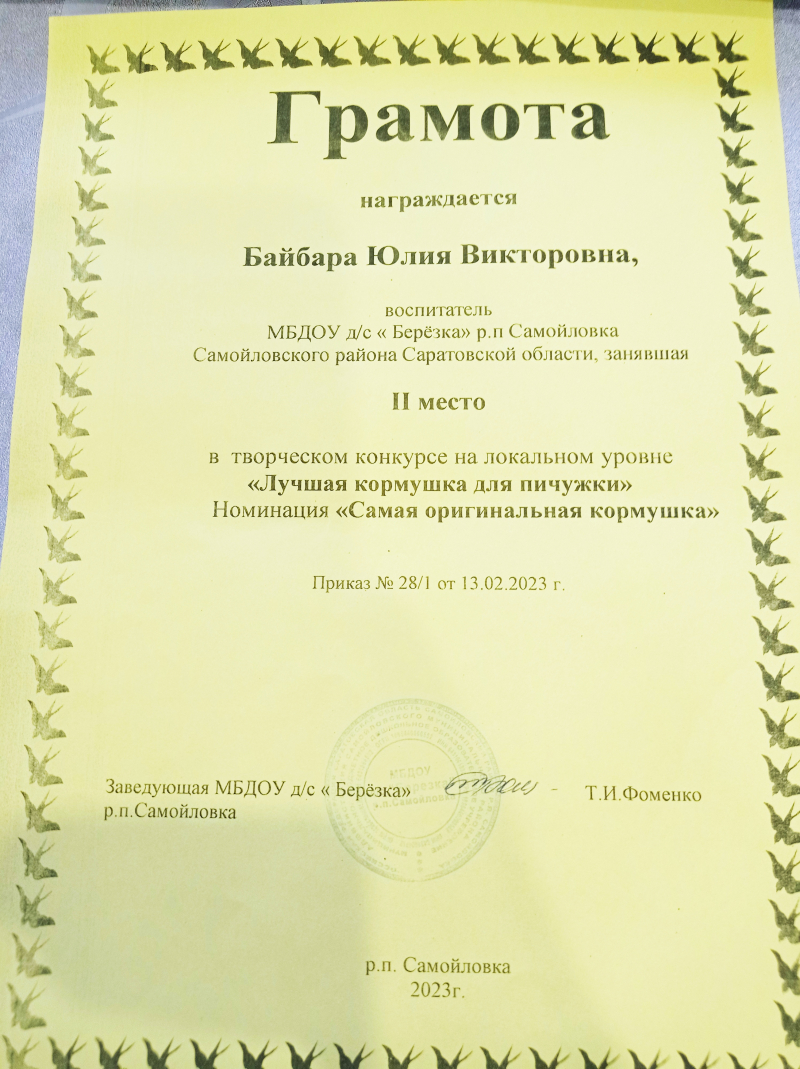 Грамота
награждается
Байбара Юлия Викторовна,
воспитатель
МБДОУ д/с « Берёзка» р.п Самойловка
Самойловского района Саратовской области, занявшая
II место
в творческом конкурсе на локальном уровне
«Лучшая кормушка для пичужки»
Номинация «Самая оригинальная кормушка»
Приказ № 28/1 от 13.02.2023 г.
Заведующая МБДОУ д/с « Берёзка»
р.п.Самойловка
Т.И.Фоменко
р.п. Самойловка
2023г.